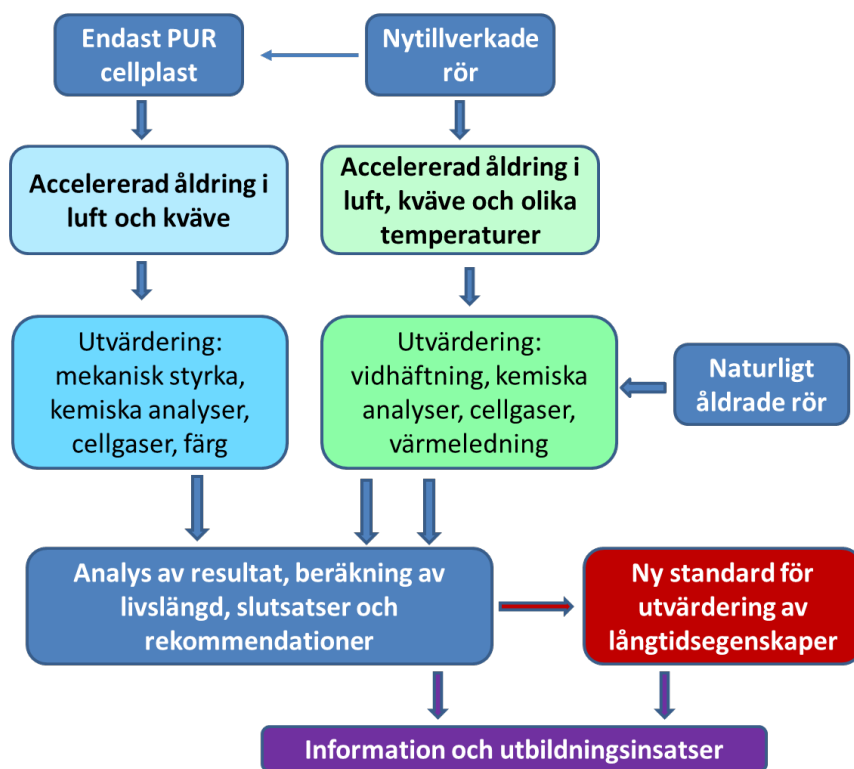 Endast PUR
cellplast
Nytillverkade
rör
Accelererad åldring i
luft och kväve
Accelererad åldring i
luft, kväve och olika
temperaturer
Utvärdering:
mekanisk styrka,
kemiska analyser,
cellgaser, färg
Utvärdering:
vidhäftning, kemiska
analyser, cellgaser,
värmeledning
Naturligt
åldrade rör
Analys av resultat, beräkning av
livslängd, slutsatser och
rekommendationer
Ny standard för
utvärdering av
långtidsegenskaper
Information och utbildningsinsatser